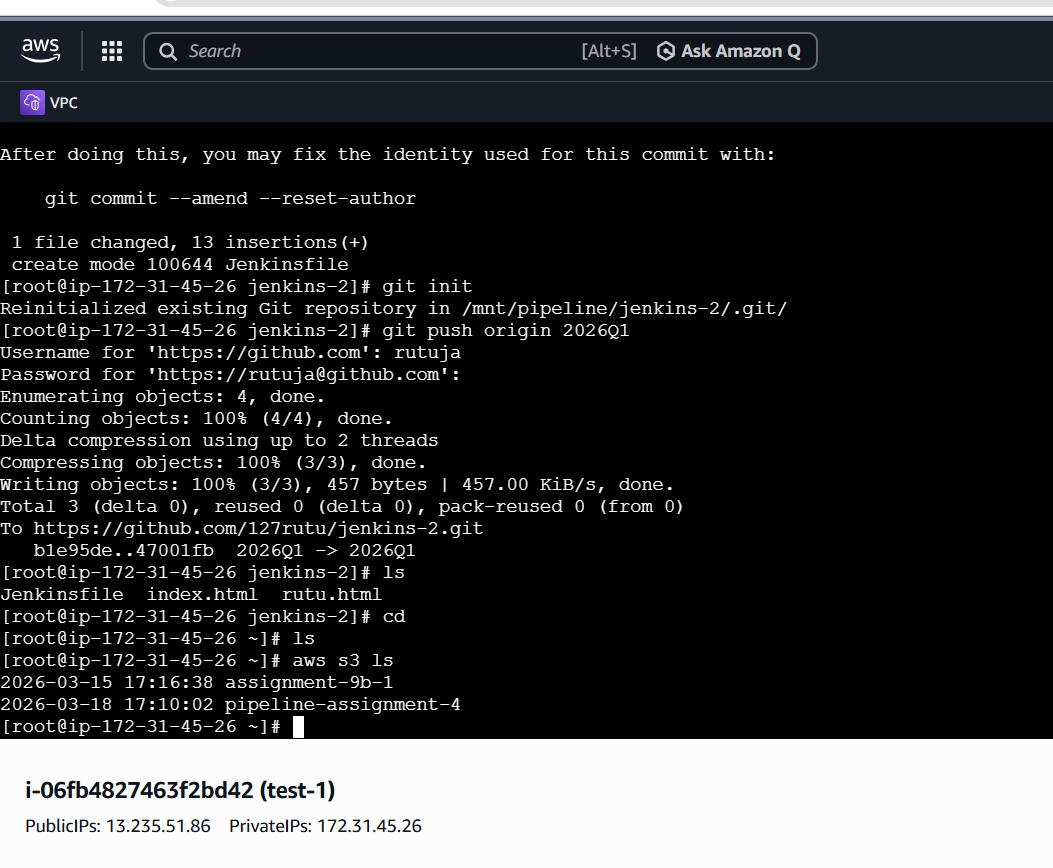 aws
Search [Alt+S] Ask Amazon Q
VPC
After doing this, you may fix the identity used for this commit with:
git commit --amend --reset-author
1 file changed, 13 insertions(+)
create mode 100644 Jenkinsfile
[root@ip-172-31-45-26 jenkins-2]# git init
Reinitialized existing Git repository in /mnt/pipeline/jenkins-2/.git/
[root@ip-172-31-45-26 jenkins-2]# git push origin 2026Q1
Username for 'https://github.com': rutuja
Password for 'https://rutuja@github.com':
Enumerating objects: 4, done.
Counting objects: 100% (4/4), done.
Delta compression using up to 2 threads
Compressing objects: 100% (3/3), done.
Writing objects: 100% (3/3), 457 bytes | 457.00 KiB/s, done.
Total 3 (delta 0), reused 0 (delta 0), pack-reused 0 (from 0)
To https://github.com/127rutu/jenkins-2.git
b1e95de..47001fb  2026Q1 -> 2026Q1
[root@ip-172-31-45-26 jenkins-2]# ls
Jenkinsfile  index.html  rutu.html
[root@ip-172-31-45-26 jenkins-2]# cd
[root@ip-172-31-45-26 ~]# ls
[root@ip-172-31-45-26 ~]# aws s3 ls
2026-03-15 17:16:38 assignment-9b-1
2026-03-18 17:10:02 pipeline-assignment-4
[root@ip-172-31-45-26 ~]#
i-06fb4827463f2bd42 (test-1)
PublicIPs: 13.235.51.86 PrivateIPs: 172.31.45.26